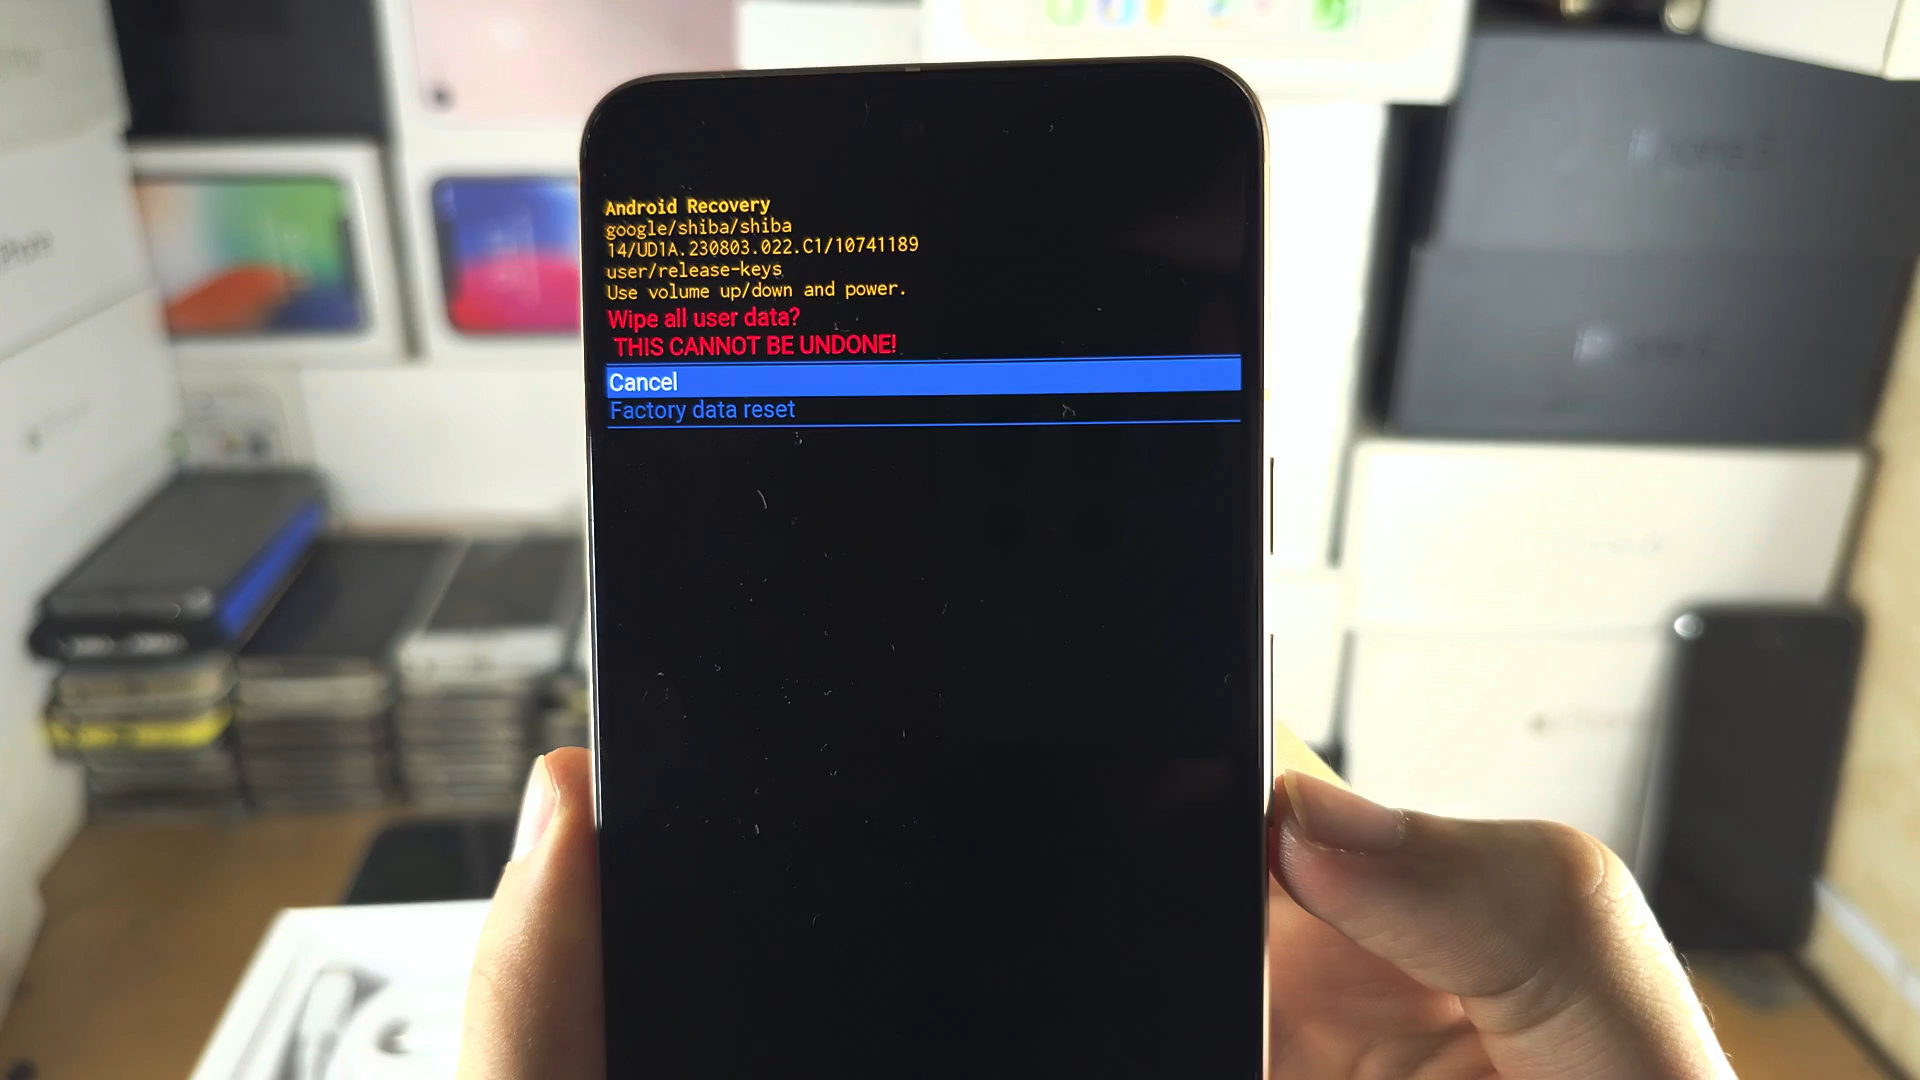 Android Recovery
google/shiba/shiba
14/UD1A.230803.022.C1/10741189
user/release-keys
Use volume up/down and power.
Wipe all user data?
THIS CANNOT BE UNDONE!
Cancel
Factory data reset